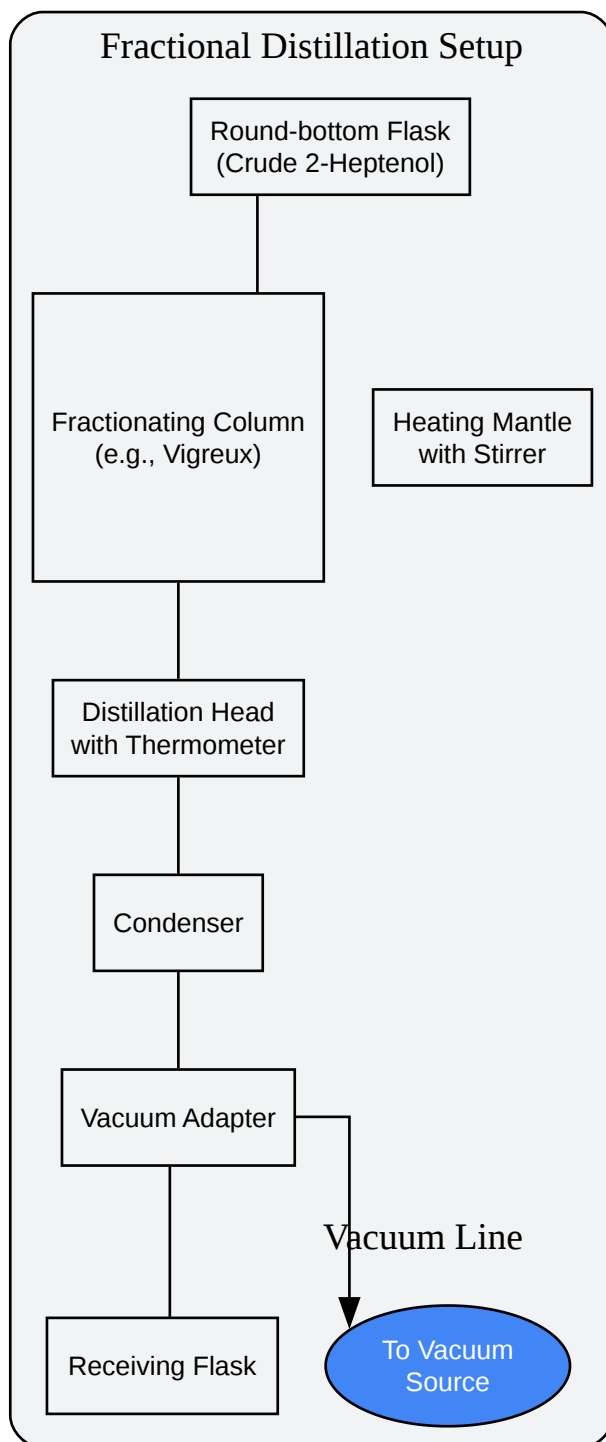 Fractional Distillation Setup
Round-bottom Flask
(Crude 2-Heptenol)
Fractionating Column
(e.g., Vigreux)
Heating Mantle
with Stirrer
Distillation Head
with Thermometer
Condenser
Vacuum Adapter
Vacuum Line
Receiving Flask
To Vacuum
Source